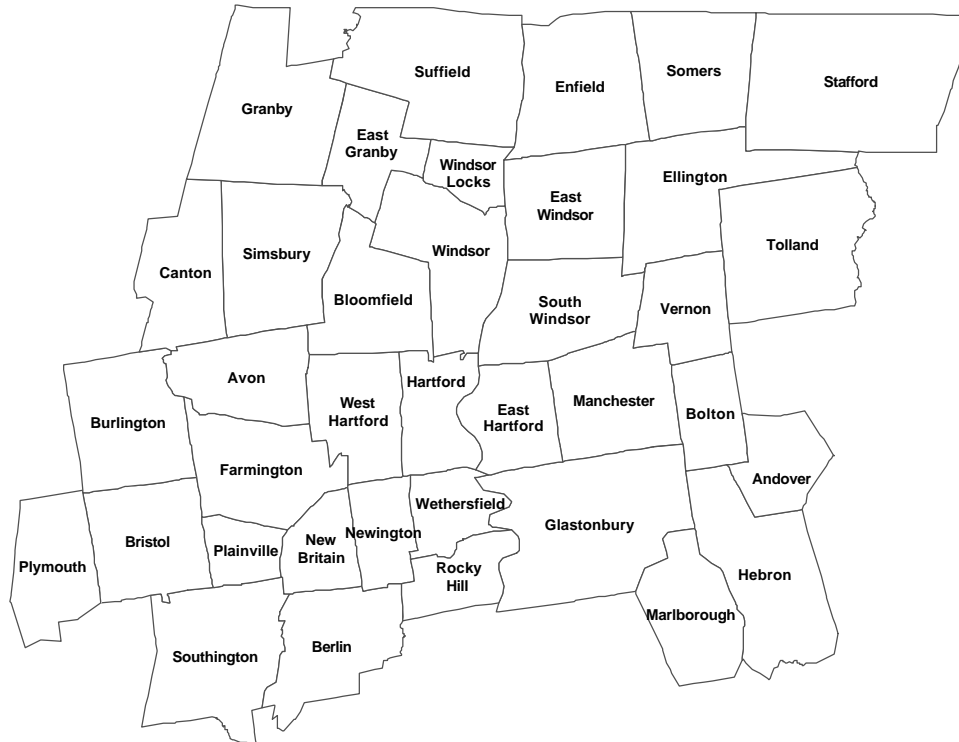 Suffield
Enfield
Somers
Stafford
Granby
East
Granby
Windsor
Locks
East
Windsor
Ellington
Tolland
Canton
Simsbury
Windsor
Bloomfield
South
Windsor
Vernon
Avon
Hartford
West
Hartford
East
Hartford
Manchester
Bolton
Burlington
Farmington
Andover
Wethersfield
Glastonbury
Plymouth
Bristol
Plainville
New
Britain
Newington
Rocky
Hill
Hebron
Marlborough
Southington
Berlin